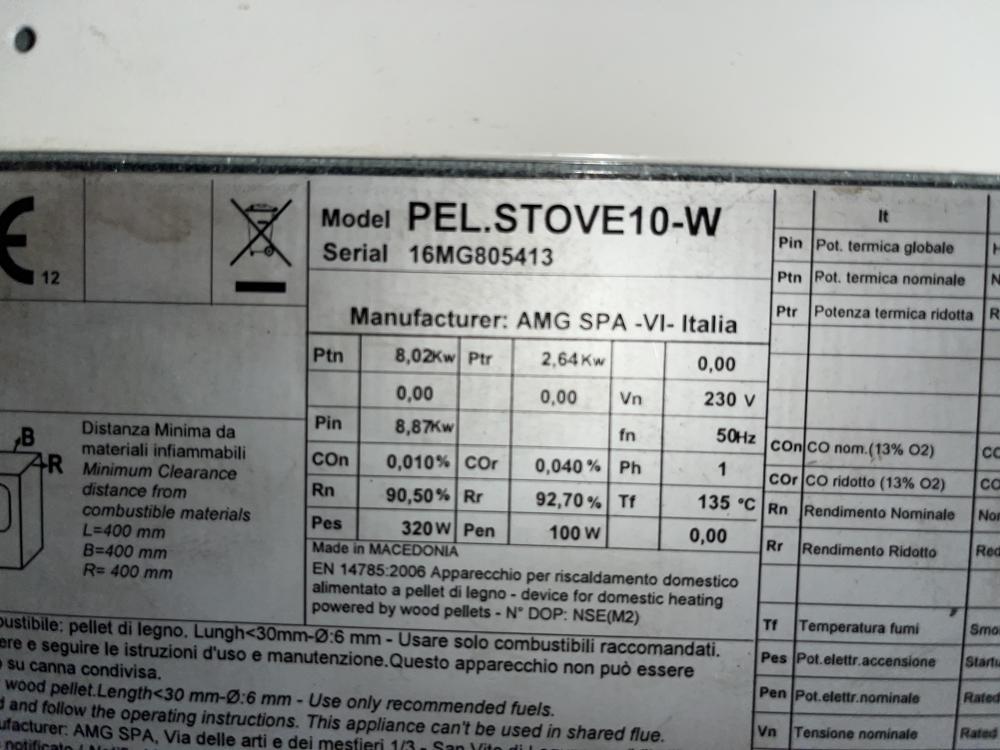 CE
12
Model PEL.STOVE10-W
Serial 16MG805413
Manufacturer: AMG SPA -VI- Italia
Ptn 8,02Kw Ptr 2,64Kw 0,00
0,00 0,00 Vn 230 V
Pin 8,87Kw fn 50Hz
COn 0,010% COr 0,040% Ph 1
Rn 90,50% Rr 92,70% Tf 135 °C
Pes 320W Pen 100W 0,00
Made in MACEDONIA
EN 14785:2006 Apparecchio per riscaldamento domestico
alimentato a pellet di legno - device for domestic heating
powered by wood pellets - N° DOP: NSE(M2)
B
R
Distanza Minima da
materiali infiammabili
Minimum Clearance
distance from
combustible materials
L=400 mm
B=400 mm
R= 400 mm
It
Pin Pot. termica globale
Ptn Pot. termica nominale
Ptr Potenza termica ridotta
COn CO nom.(13% O2)
COr CO ridotto (13% O2)
Rn Rendimento Nominale
Rr Rendimento Ridotto
Tf Temperatura fumi
Pes Pot.elettr.accensione
Pen Pot.elettr.nominale Rated
Vn Tensione nominale Rated
pellet di legno. Lungh<30mm-Ø:6 mm - Usare solo combustibili raccomandati.
e seguire le istruzioni d'uso e manutenzione.Questo apparecchio non può essere
su canna condivisa.
wood pellet.Length<30 mm-Ø:6 mm - Use only recommended fuels.
and follow the operating instructions. This appliance can't be used in shared flue.
AMG SPA, Via delle arti e dei mestieri 1/3 - San Vito di